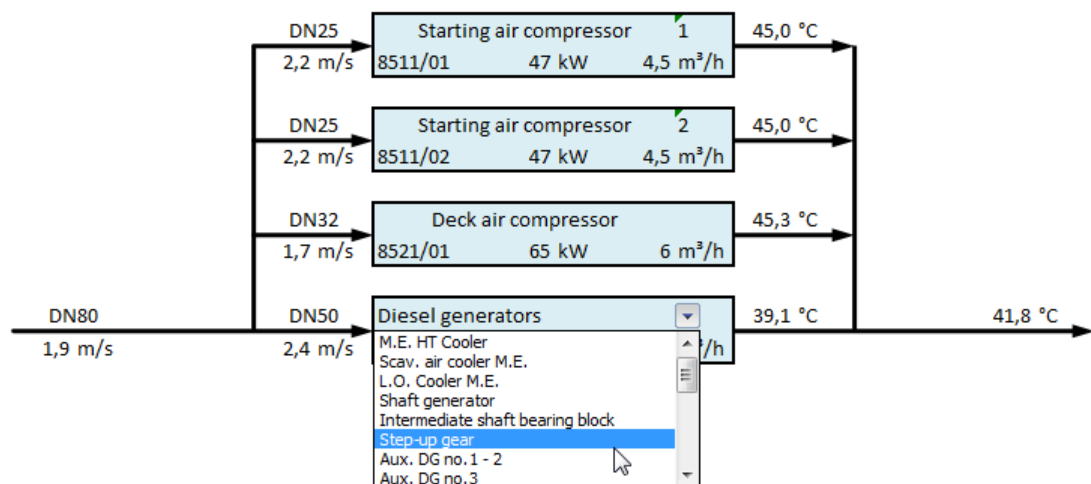 DN25 Starting air compressor 1 45,0 °C
2,2 m/s 8511/01 47 kW 4,5 m³/h
DN25 Starting air compressor 2 45,0 °C
2,2 m/s 8511/02 47 kW 4,5 m³/h
DN32 Deck air compressor 45,3 °C
1,7 m/s 8521/01 65 kW 6 m³/h
DN80 DN50 Diesel generators 39,1 °C 41,8 °C
1,9 m/s 2,4 m/s ³/h
M.E. HT Cooler
Scav. air cooler M.E.
L.O. Cooler M.E.
Shaft generator
Intermediate shaft bearing block
Step-up gear
Aux. DG no.1 - 2
Aux. DG no.3